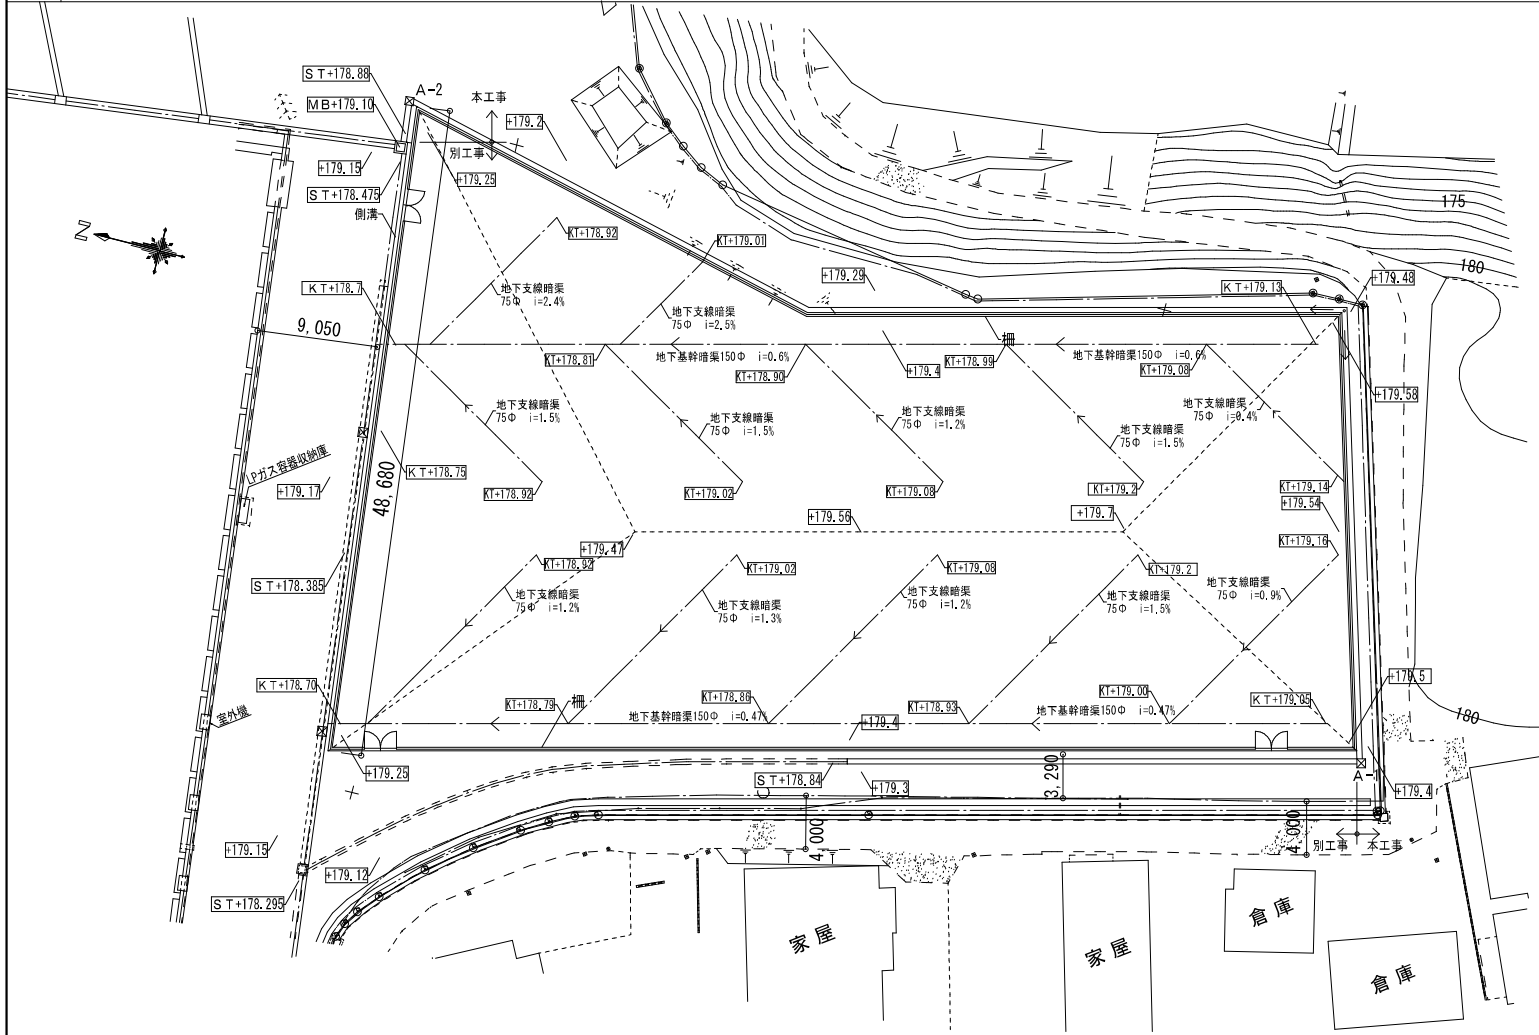 ST+178.88
A-2
本工事
MB+179.10
+179.2
別工事
+179.15
+179.25
ST+178.475
側溝
175
N
KT+178.92
KT+179.01
180
+179.29
+179.48
KT+178.7
地下支線暗渠
75Φ i=2.4%
KT+179.13
地下支線暗渠
75Φ i=2.5%
9,050
柵
KT+178.81
地下基幹暗渠150Φ i=0.6%
KT+178.90
+179.4
KT+178.99
地下基幹暗渠150Φ i=0.6%
KT+179.08
+179.58
地下支線暗渠
75Φ i=1.5%
地下支線暗渠
75Φ i=1.5%
地下支線暗渠
75Φ i=1.2%
地下支線暗渠
75Φ i=1.5%
地下支線暗渠
75Φ i=0.4%
LPガス容器収納庫
KT+178.75
48,680
+179.17
KT+178.92
KT+179.02
KT+179.08
KT+179.2
KT+179.14
+179.54
+179.56
+179.7
+179.47
KT+179.16
KT+178.92
KT+179.02
KT+179.08
KT+179.2
ST+178.385
地下支線暗渠
75Φ i=1.2%
地下支線暗渠
75Φ i=1.3%
地下支線暗渠
75Φ i=1.2%
地下支線暗渠
75Φ i=1.5%
地下支線暗渠
75Φ i=0.9%
KT+178.70
+179.5
室外機
KT+178.79
柵
KT+178.86
地下基幹暗渠150Φ i=0.47%
+179.4
KT+178.93
KT+179.00
地下基幹暗渠150Φ i=0.47%
KT+179.05
180
+179.25
ST+178.84
+179.3
3,290
A-1
+179.4
4,000
4,000
別工事
本工事
+179.15
+179.12
ST+178.295
家屋
家屋
倉庫
倉庫